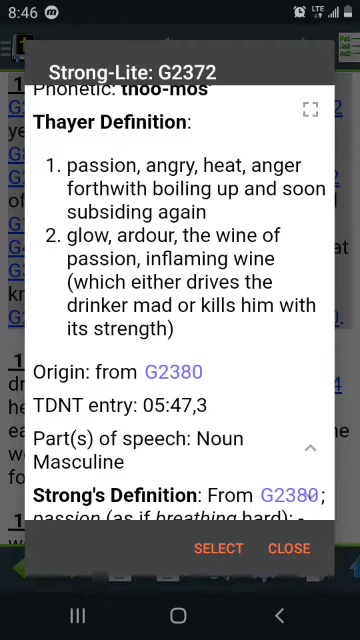 8:46
LTE
Strong-Lite: G2372
Phonetic: thoo-mos'
Thayer Definition:
1. passion, angry, heat, anger
forthwith boiling up and soon
subsiding again
2. glow, ardour, the wine of
passion, inflaming wine
(which either drives the
drinker mad or kills him with
its strength)
Origin: from G2380
TDNT entry: 05:47,3
Part(s) of speech: Noun
Masculine
Strong's Definition: From G2380;
passion (as if breathing hard): -
SELECT CLOSE